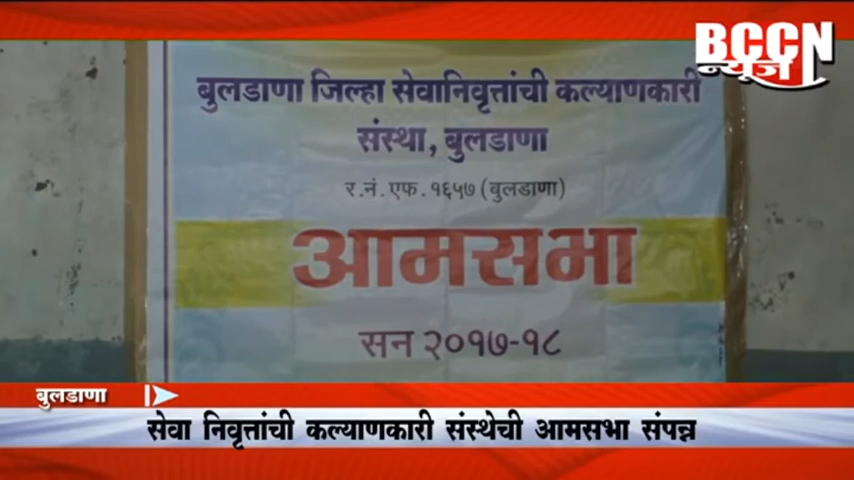 BCCN
न्यूज
बुलडाणा जिल्हा सेवानिवृत्तांची कल्याणकारी
संस्था, बुलडाणा
र.नं.एफ.१६५७ (बुलडाणा)
आमसभा
सन २०१७-१८
बुलडाणा
सेवा निवृत्तांची कल्याणकारी संस्थेची आमसभा संपन्न